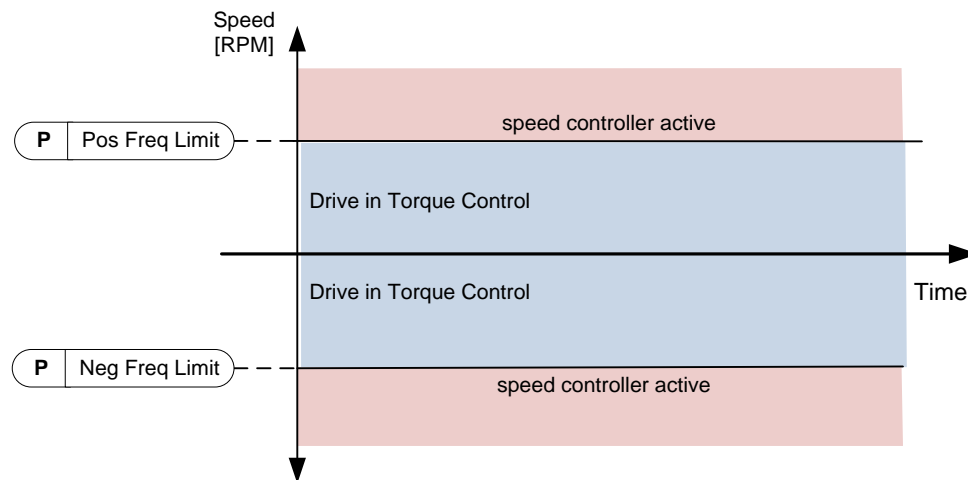 Speed
[RPM]
speed controller active
P Pos Freq Limit
Drive in Torque Control
Drive in Torque Control
Time
P Neg Freq Limit
speed controller active